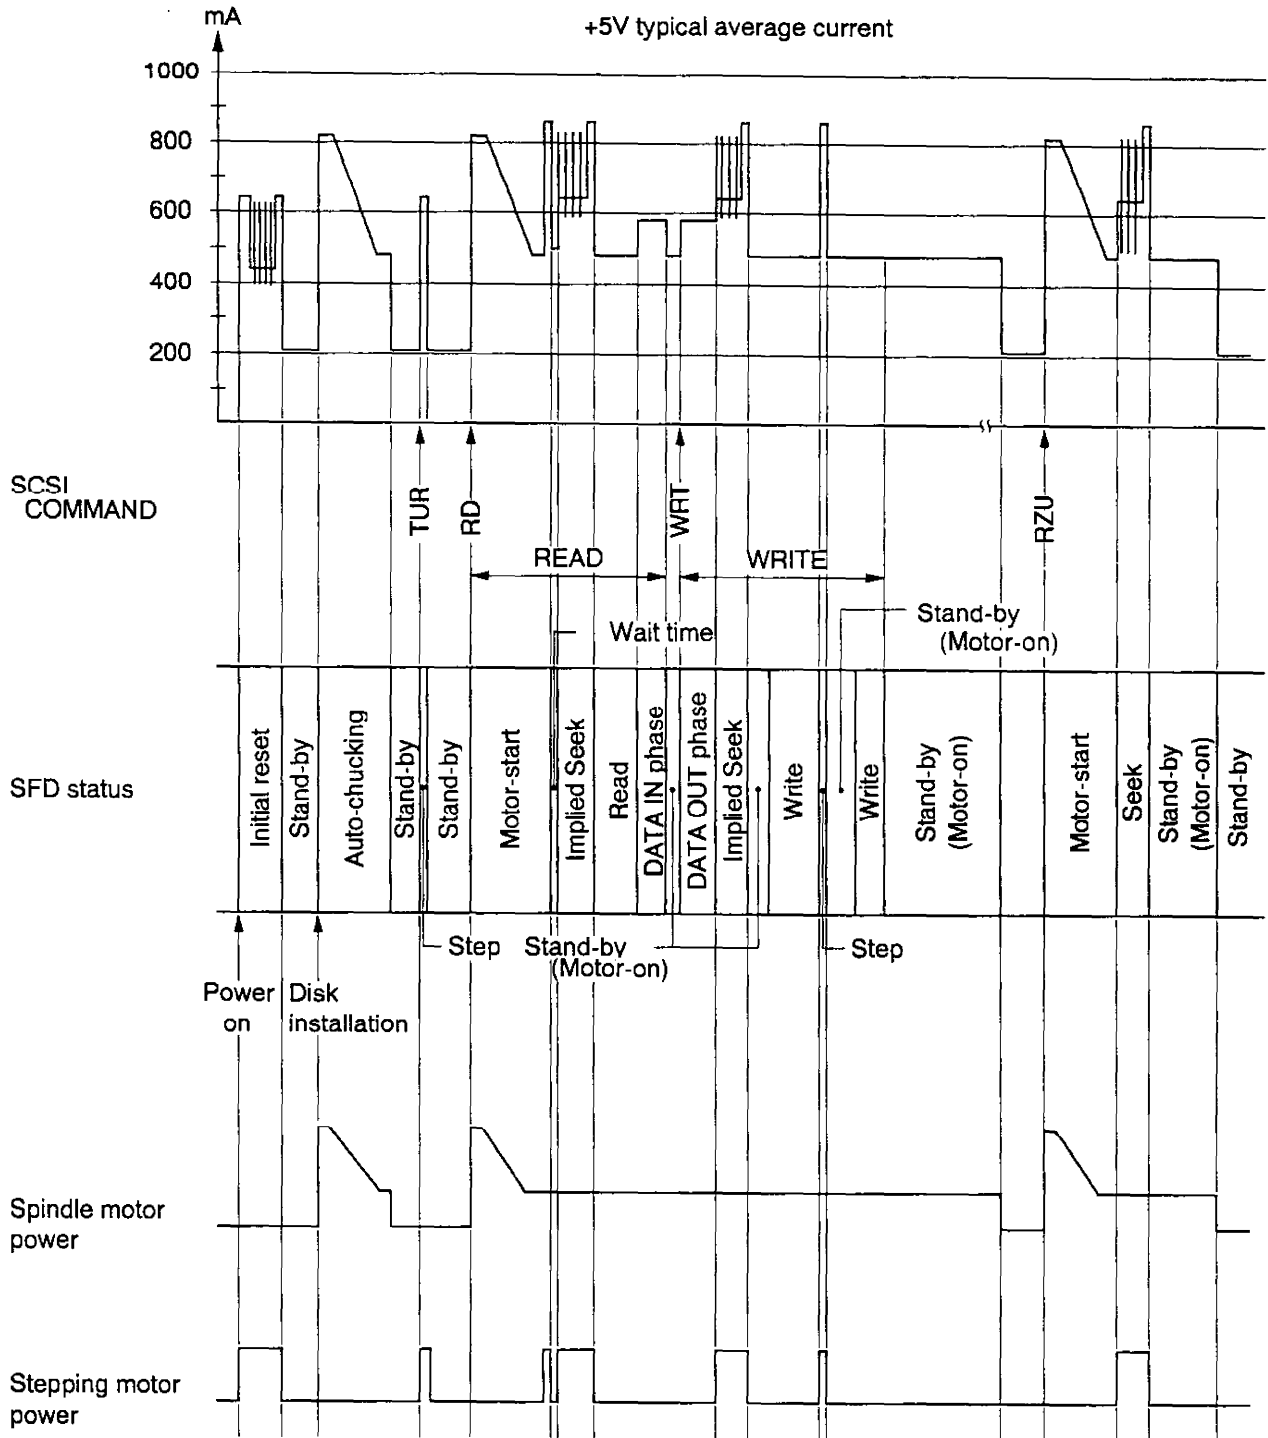 mA
+5V typical average current
1000
800
600
400
200
SCSI
COMMAND
TUR
RD
WRT
RZU
READ
WRITE
Wait time
Stand-by
(Motor-on)
SFD status
Initial reset
Stand-by
Auto-chucking
Stand-by
Stand-by
Motor-start
Implied Seek
Read
DATA IN phase
DATA OUT phase
Implied Seek
Write
Write
Stand-by
(Motor-on)
Motor-start
Seek
Stand-by
(Motor-on)
Stand-by
Step
Stand-by
(Motor-on)
Step
Power
on
Disk
installation
Spindle motor
power
Stepping motor
power